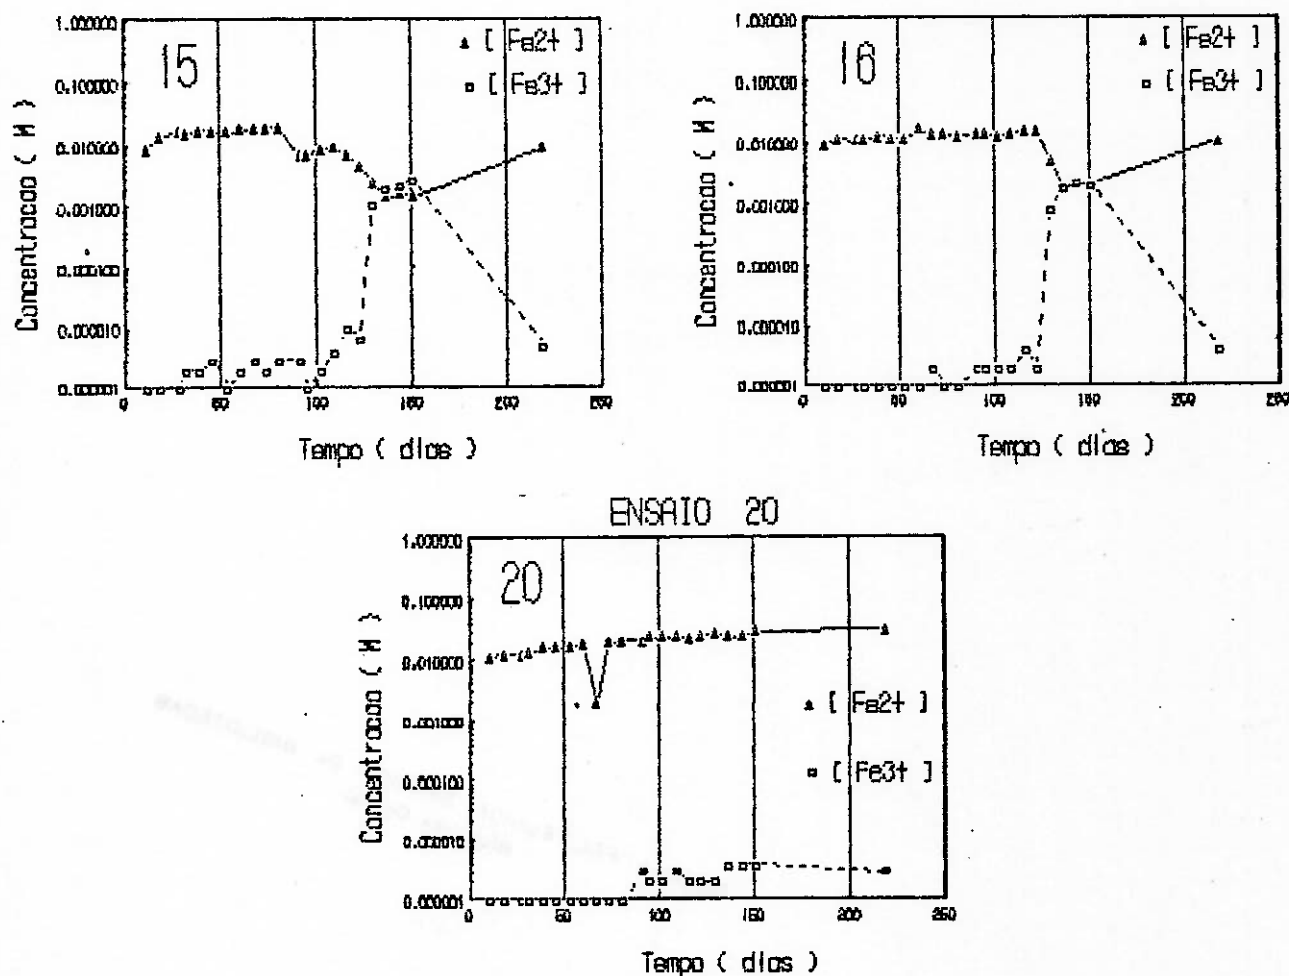 1.000000
0.100000
0.010000
0.001000
0.000100
0.000010
0.000001
Concentracao ( M )
15
[ Fe2+ ]
[ Fe3+ ]
0 50 100 150 200 250
Tempo ( dias )
1.000000
0.100000
0.010000
0.001000
0.000100
0.000010
0.000001
Concentracao ( M )
16
[ Fe2+ ]
[ Fe3+ ]
0 50 100 150 200 250
Tempo ( dias )
ENSAIO 20
1.000000
0.100000
0.010000
0.001000
0.000100
0.000010
0.000001
Concentracao ( M )
20
[ Fe2+ ]
[ Fe3+ ]
0 50 100 150 200 250
Tempo ( dias )